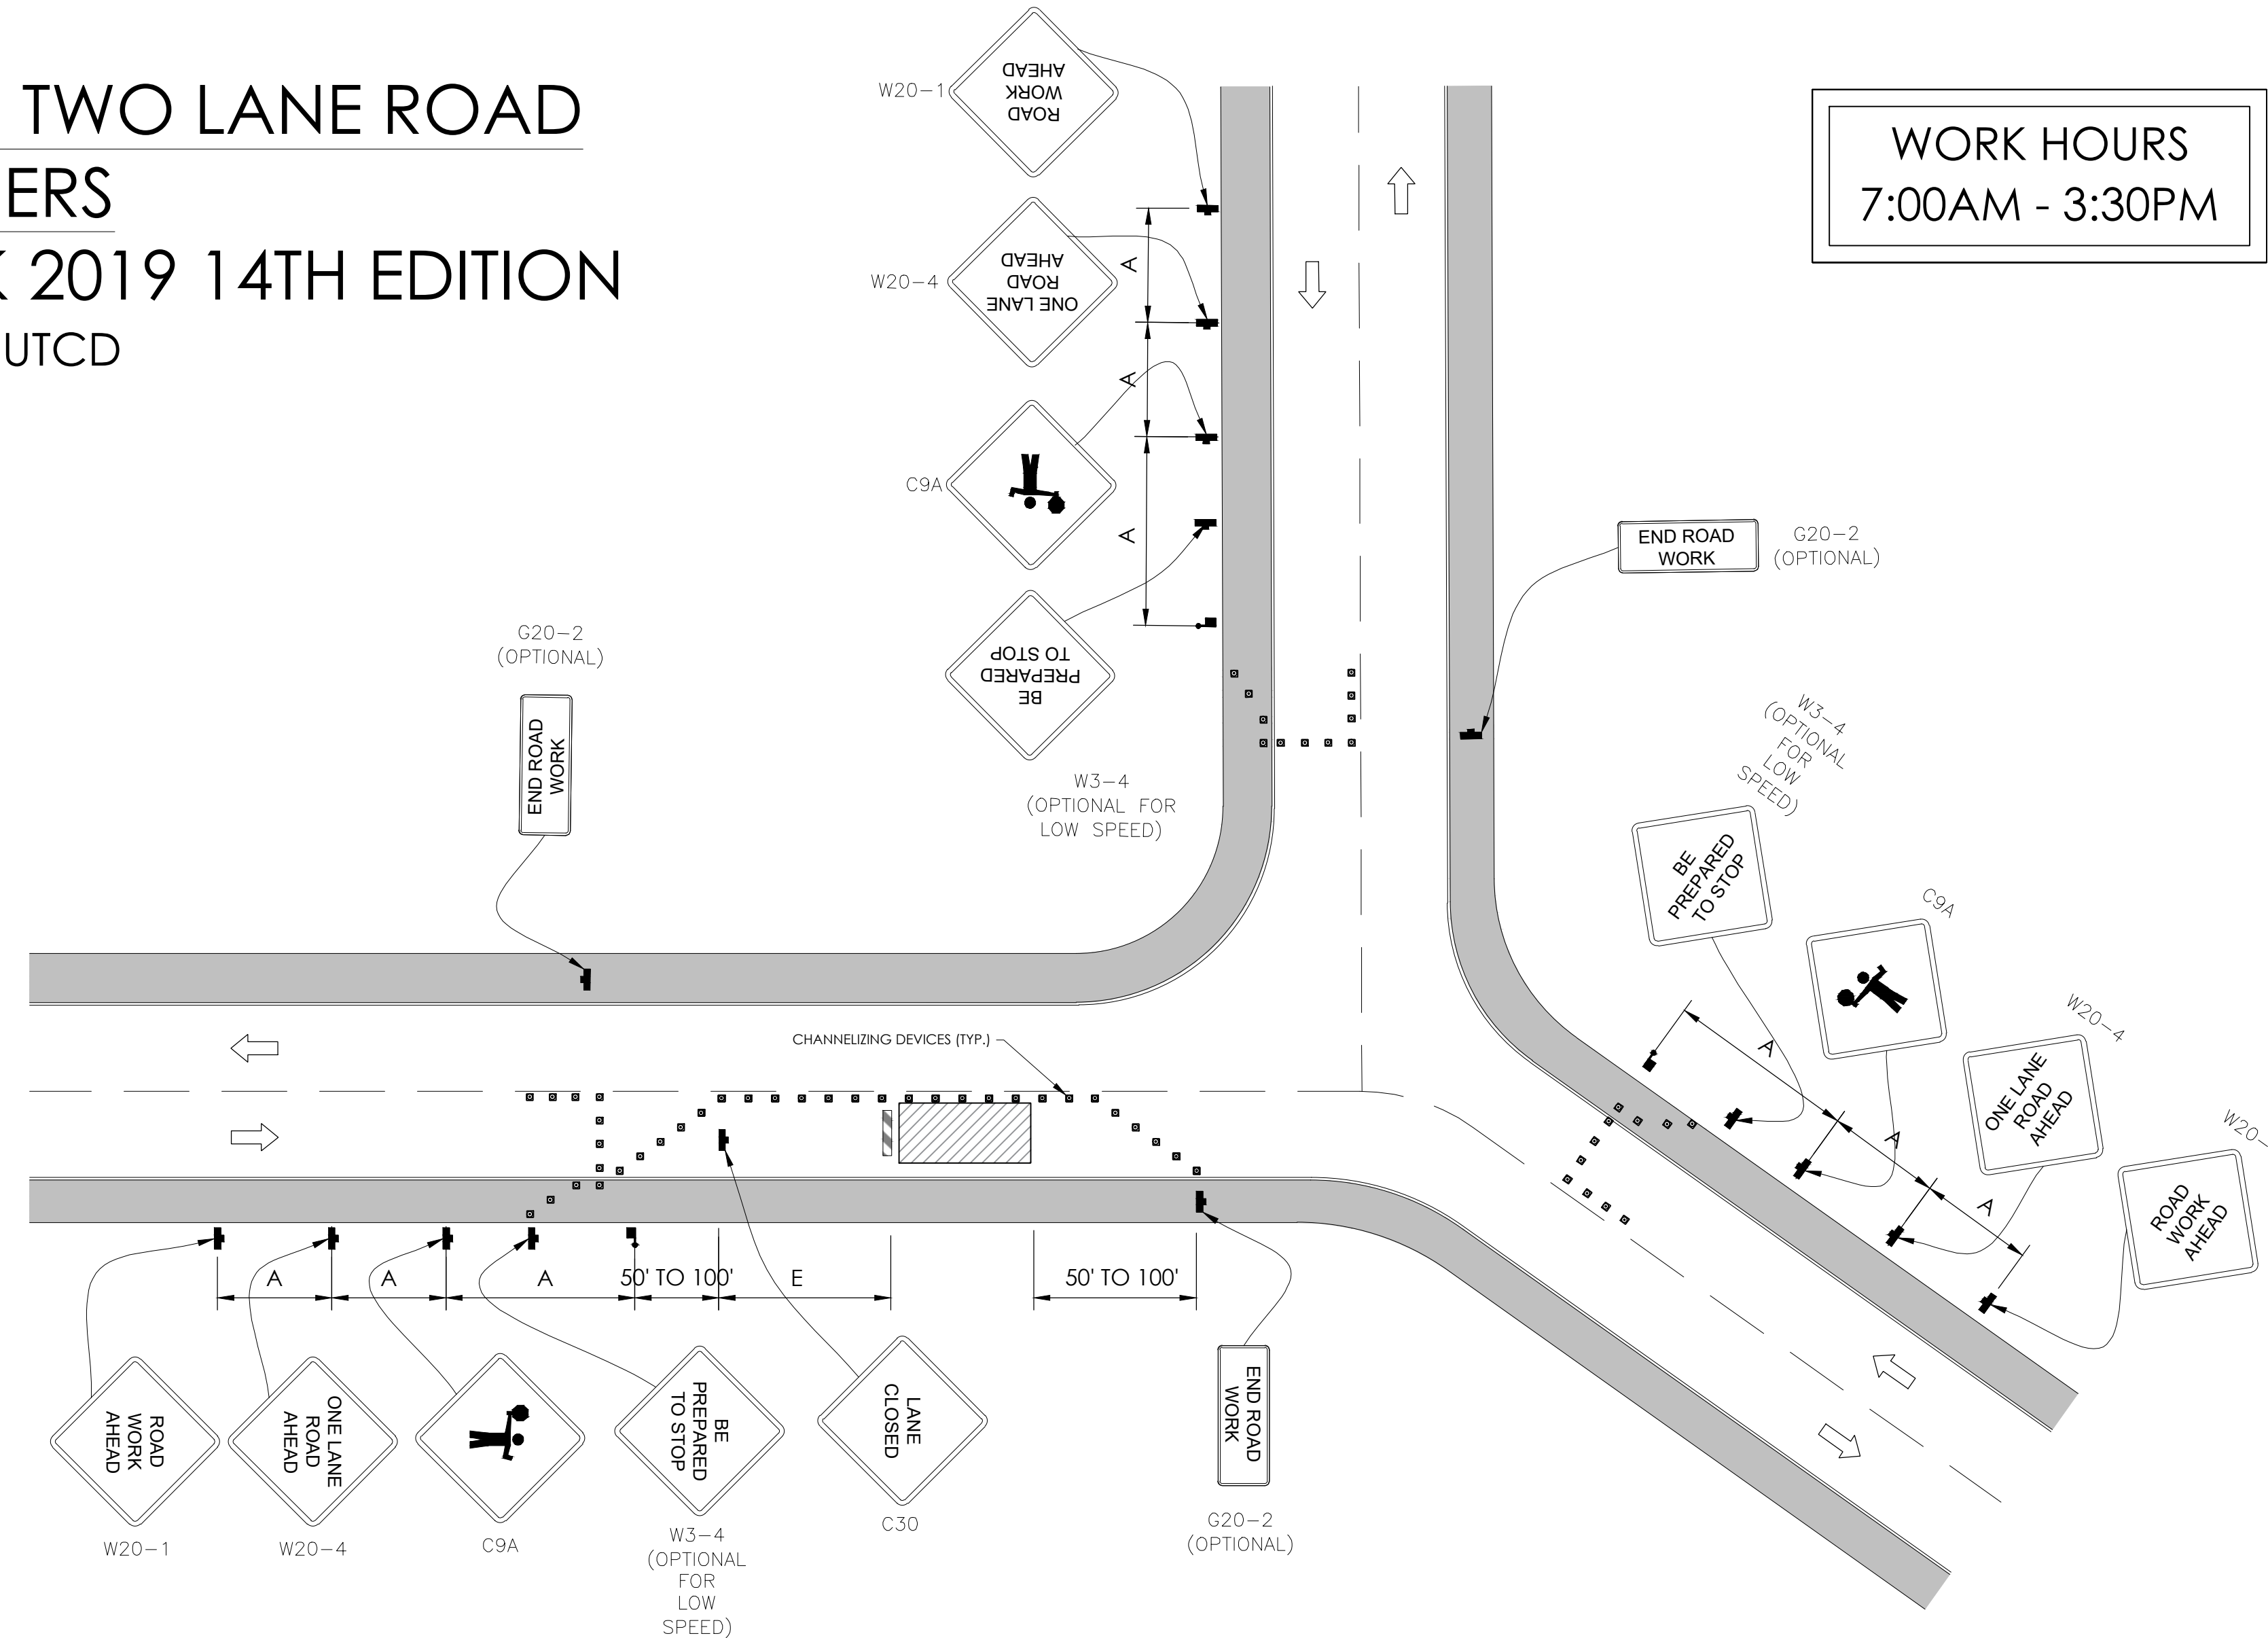 TWO LANE ROAD
ERS
K 2019 14TH EDITION
UTCD
WORK HOURS
7:00AM - 3:30PM
W20-1
ROAD
WORK
AHEAD
W20-4
ONE LANE
ROAD
AHEAD
A
A
C9A
A
BE
PREPARED
TO STOP
W3-4
(OPTIONAL FOR
LOW SPEED)
G20-2
(OPTIONAL)
END ROAD
WORK
END ROAD
WORK
G20-2
(OPTIONAL)
W3-4
(OPTIONAL
FOR
LOW
SPEED)
BE
PREPARED
TO STOP
C9A
W20-4
ONE LANE
ROAD
AHEAD
W20-
ROAD
WORK
AHEAD
A
A
A
CHANNELIZING DEVICES (TYP.)
A
A
A
50' TO 100'
E
50' TO 100'
ROAD
WORK
AHEAD
W20-1
ONE LANE
ROAD
AHEAD
W20-4
C9A
BE
PREPARED
TO STOP
W3-4
(OPTIONAL
FOR
LOW
SPEED)
LANE
CLOSED
C30
END ROAD
WORK
G20-2
(OPTIONAL)